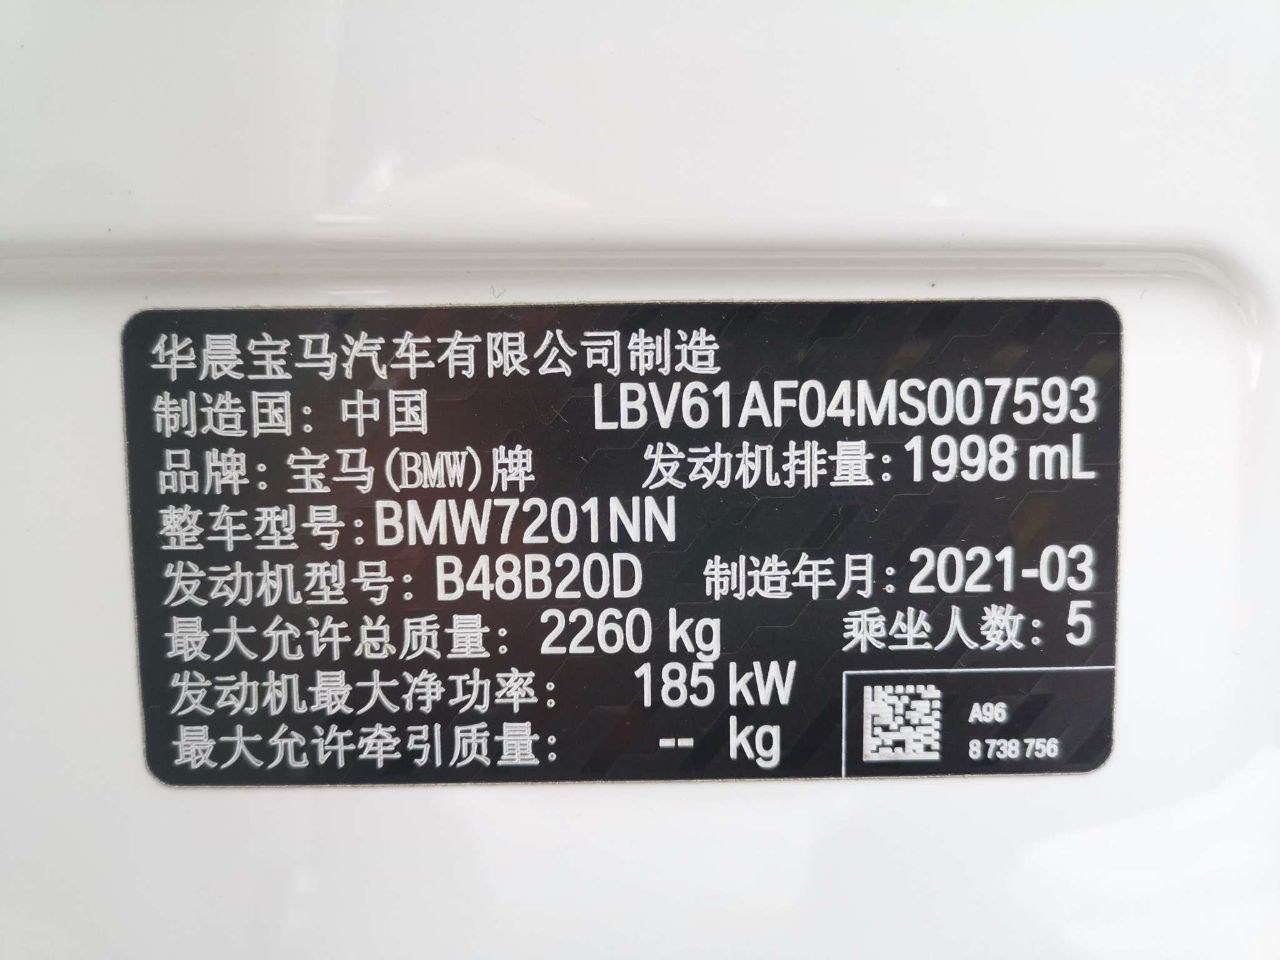 华晨宝马汽车有限公司制造
制造国：中国 LBV61AF04MS007593
品牌：宝马(BMW)牌 发动机排量：1998 mL
整车型号：BMW7201NN
发动机型号：B48B20D 制造年月：2021-03
最大允许总质量：2260 kg 乘坐人数：5
发动机最大净功率：185 kW
最大允许牵引质量：-- kg
A96
8 738 756